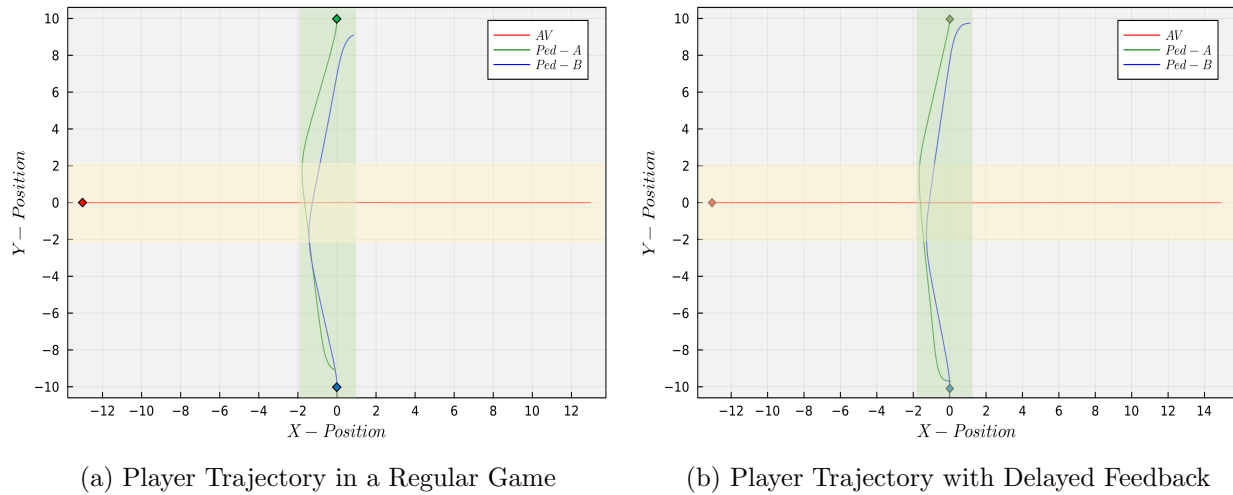 10
8
6
4
2
0
−2
−4
−6
−8
−10
Y − Position
−12 −10 −8 −6 −4 −2 0 2 4 6 8 10 12
X − Position
AV
Ped − A
Ped − B
(a) Player Trajectory in a Regular Game
10
8
6
4
2
0
−2
−4
−6
−8
−10
Y − Position
−12 −10 −8 −6 −4 −2 0 2 4 6 8 10 12 14
X − Position
AV
Ped − A
Ped − B
(b) Player Trajectory with Delayed Feedback